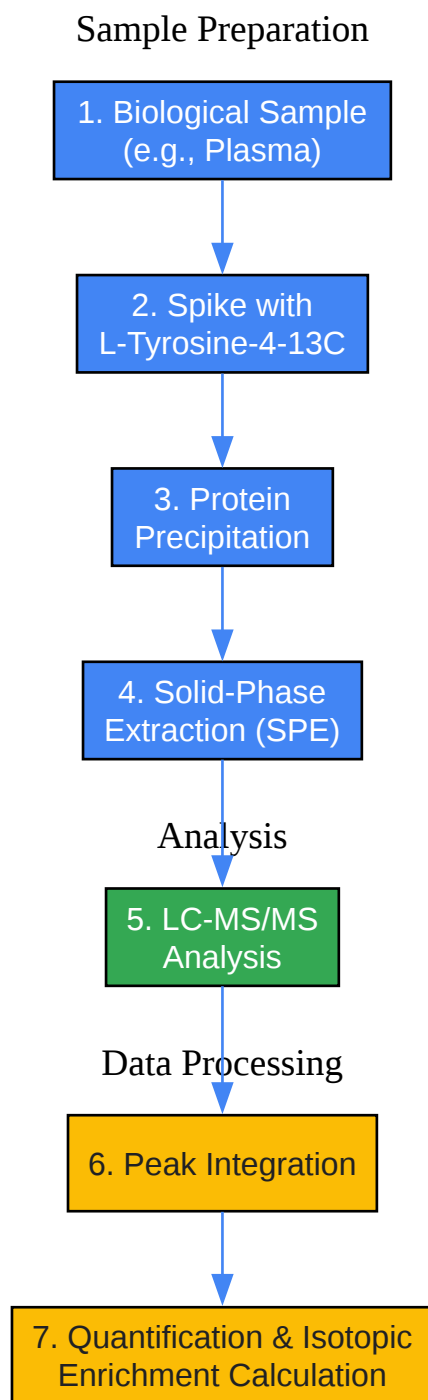 Sample Preparation
1. Biological Sample
(e.g., Plasma)
2. Spike with
L-Tyrosine-4-13C
3. Protein
Precipitation
4. Solid-Phase
Extraction (SPE)
Analysis
5. LC-MS/MS
Analysis
Data Processing
6. Peak Integration
7. Quantification & Isotopic
Enrichment Calculation